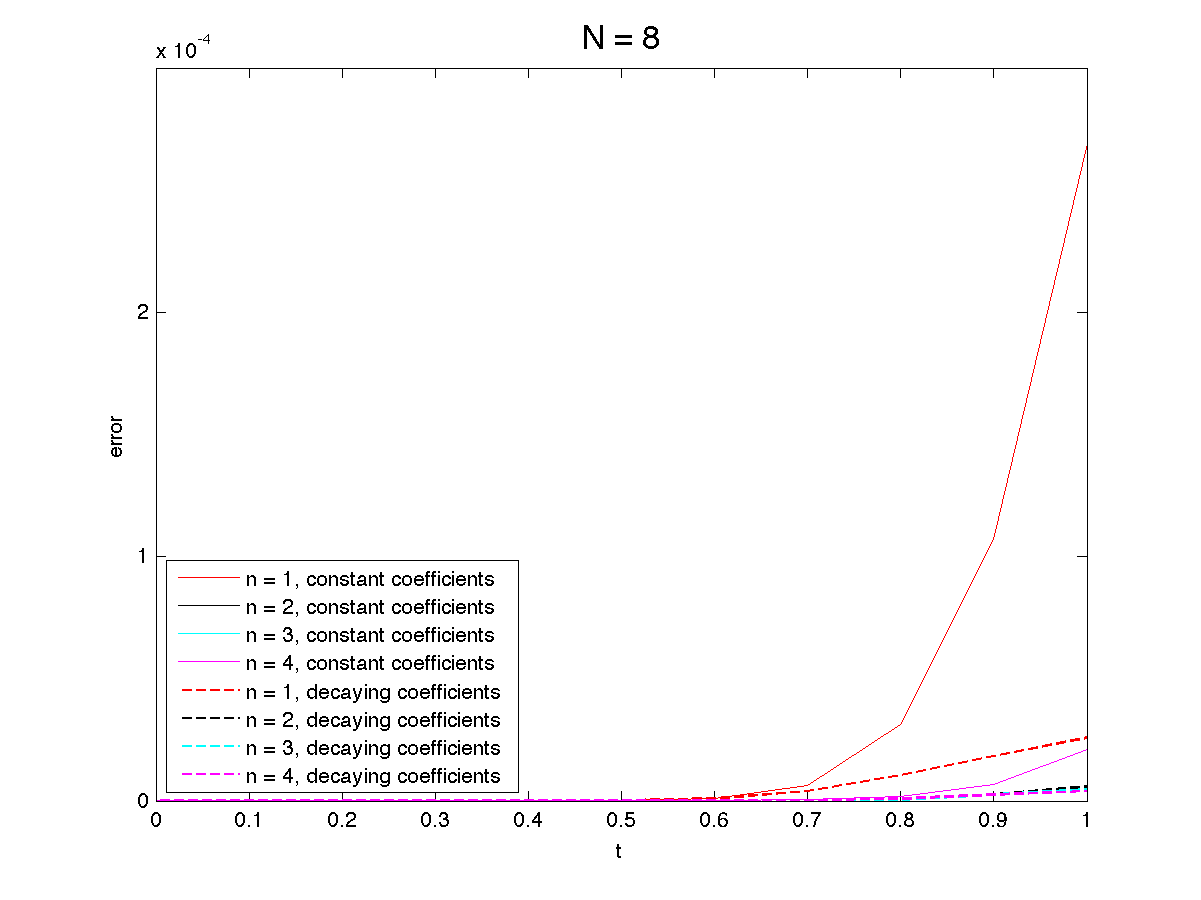 N = 8
x 10-4
2
1
0
error
n = 1, constant coefficients
n = 2, constant coefficients
n = 3, constant coefficients
n = 4, constant coefficients
n = 1, decaying coefficients
n = 2, decaying coefficients
n = 3, decaying coefficients
n = 4, decaying coefficients
0 0.1 0.2 0.3 0.4 0.5 0.6 0.7 0.8 0.9 1
t